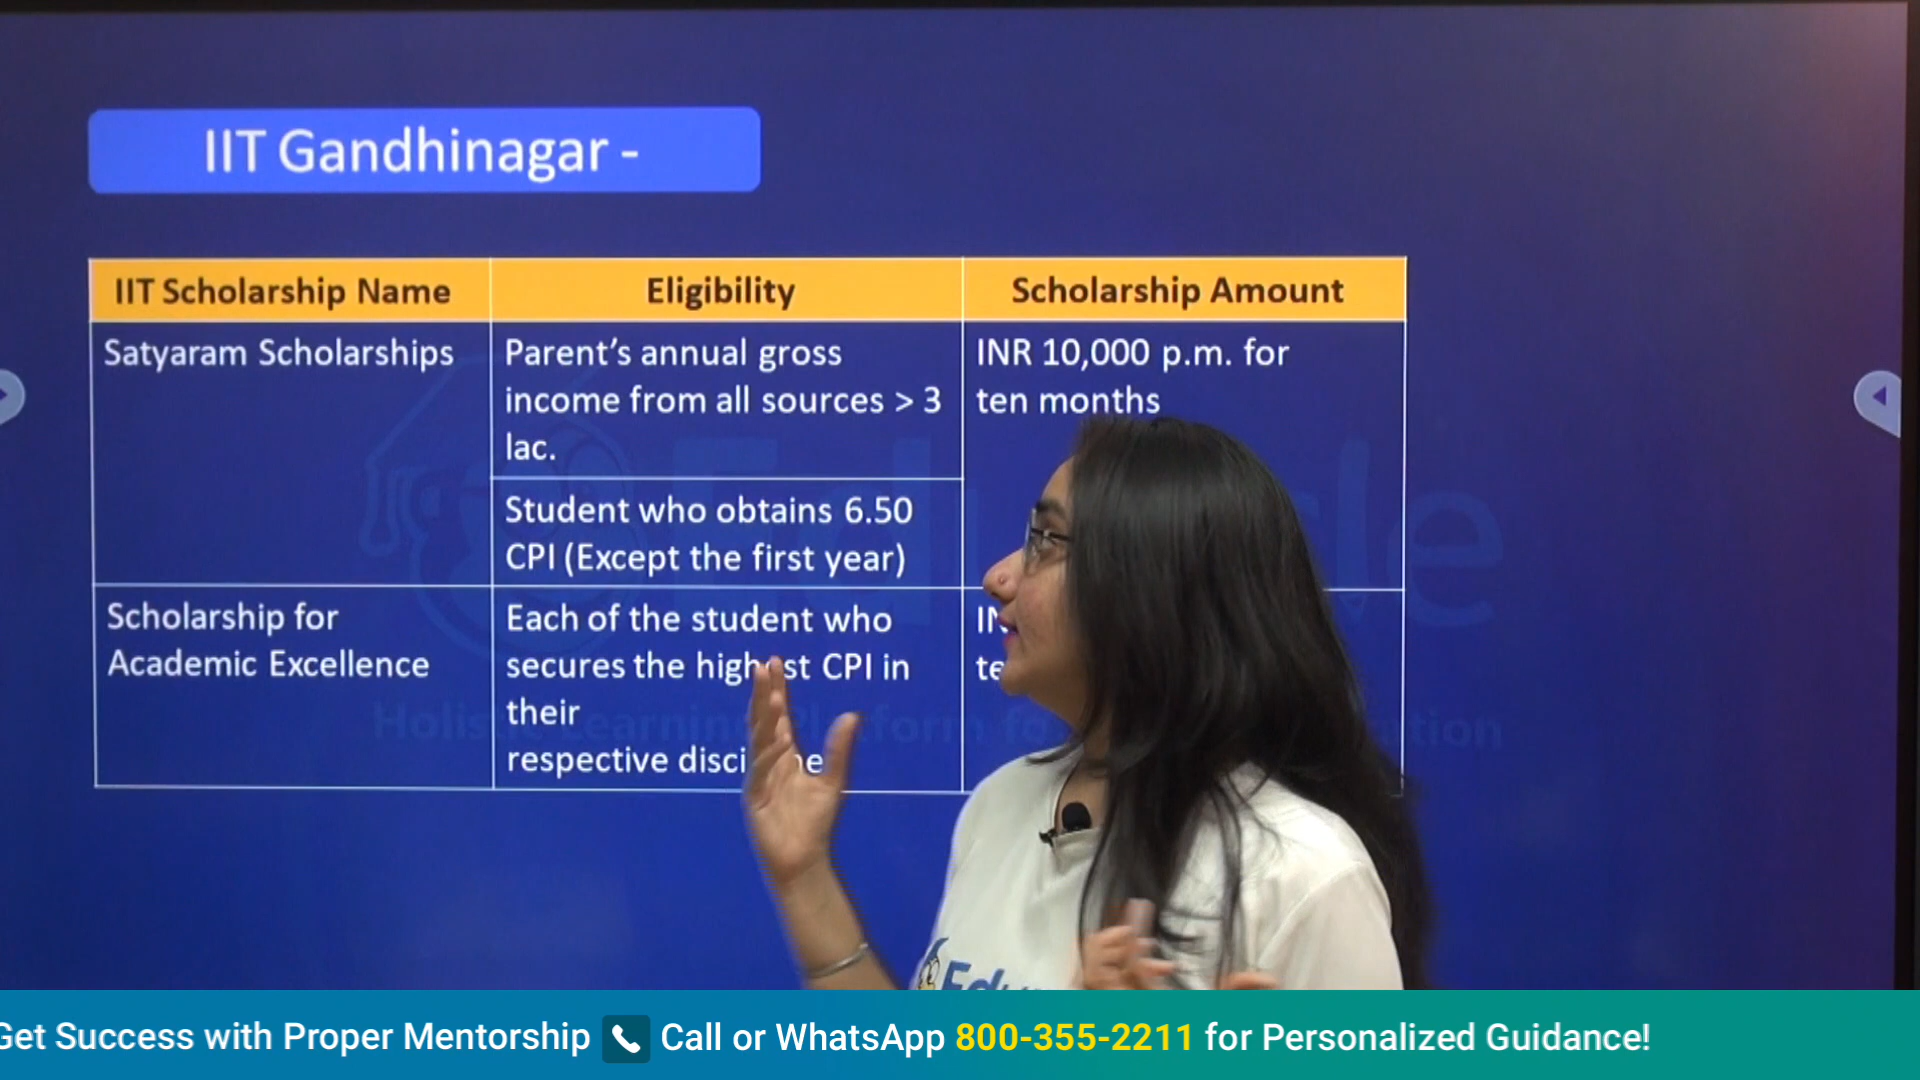 IIT Gandhinagar -
IIT Scholarship Name
Eligibility
Scholarship Amount
Satyaram Scholarships
Parent's annual gross
income from all sources > 3
lac.
INR 10,000 p.m. for
ten months
Student who obtains 6.50
CPI (Except the first year)
Scholarship for
Academic Excellence
Each of the student who
secures the highest CPI in
their
respective
Get Success with Proper Mentorship Call or WhatsApp 800-355-2211 for Personalized Guidance!